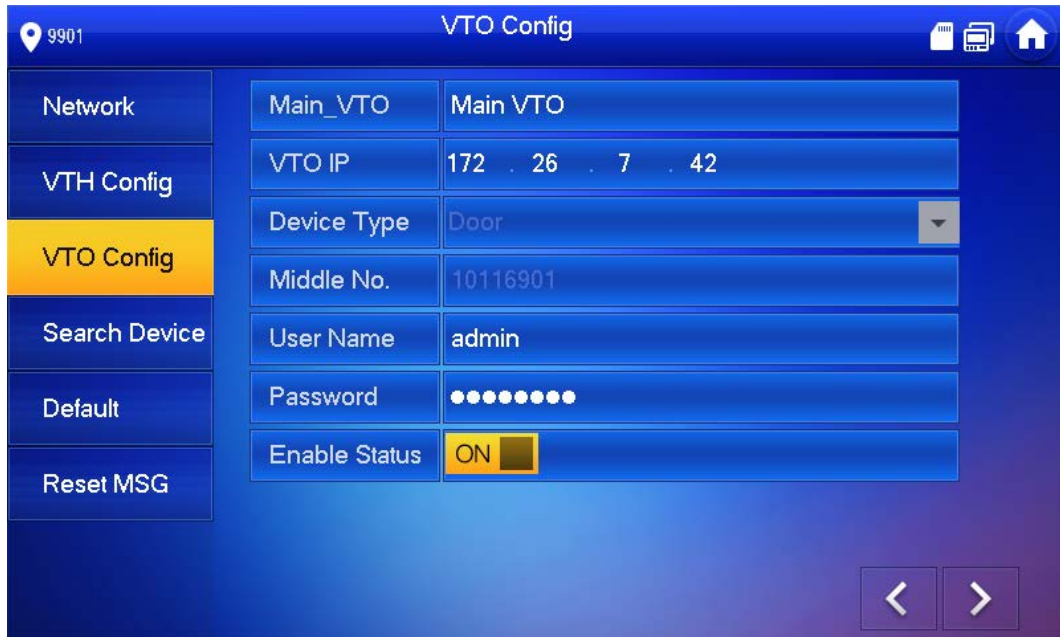 9901
VTO Config
Network
VTH Config
VTO Config
Search Device
Default
Reset MSG
Main_VTO Main VTO
VTO IP 172 . 26 . 7 . 42
Device Type Door
Middle No. 10116901
User Name admin
Password ●●●●●●●●
Enable Status ON